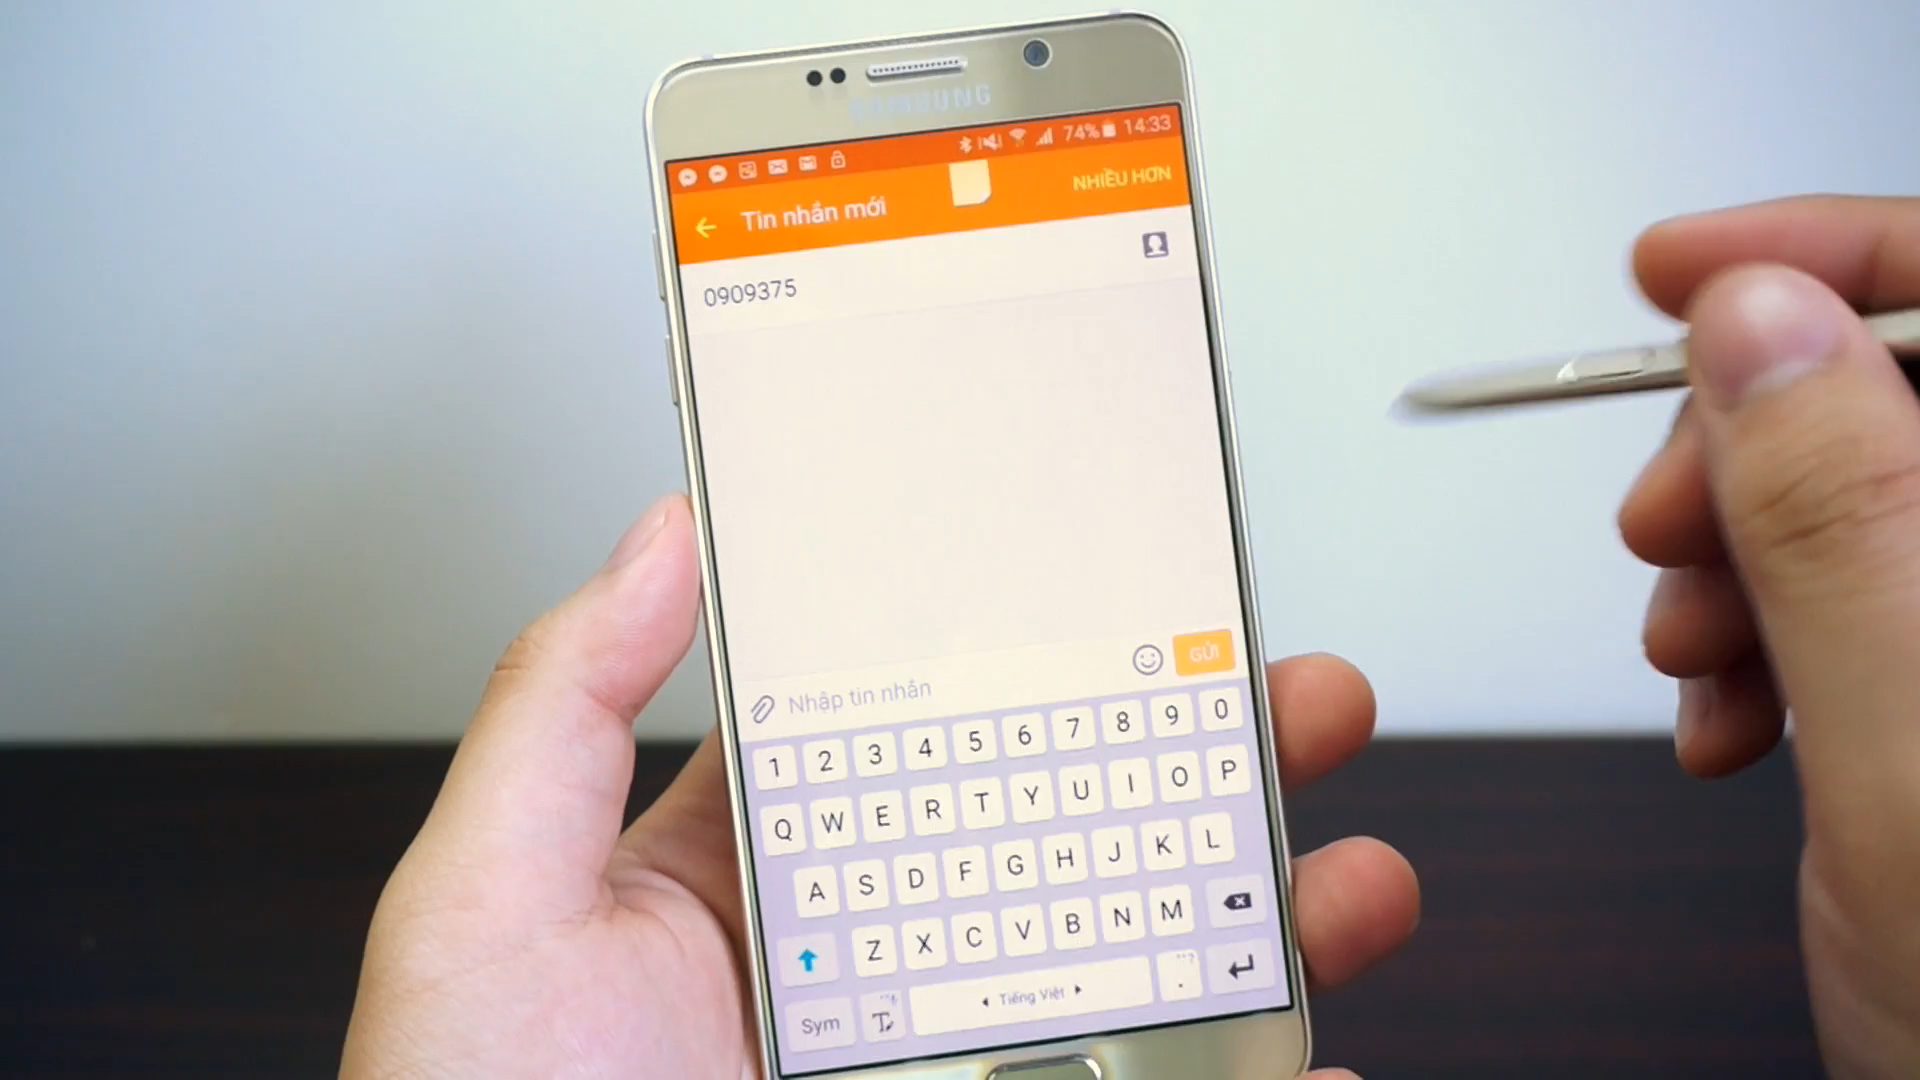 SAMSUNG
74% 14:33
Tin nhắn mới
NHIỀU HƠN
0909375
Nhập tin nhắn
GỬI
1 2 3 4 5 6 7 8 9 0
Q W E R T Y U I O P
A S D F G H J K L
Z X C V B N M
Sym
Tiếng Việt
.